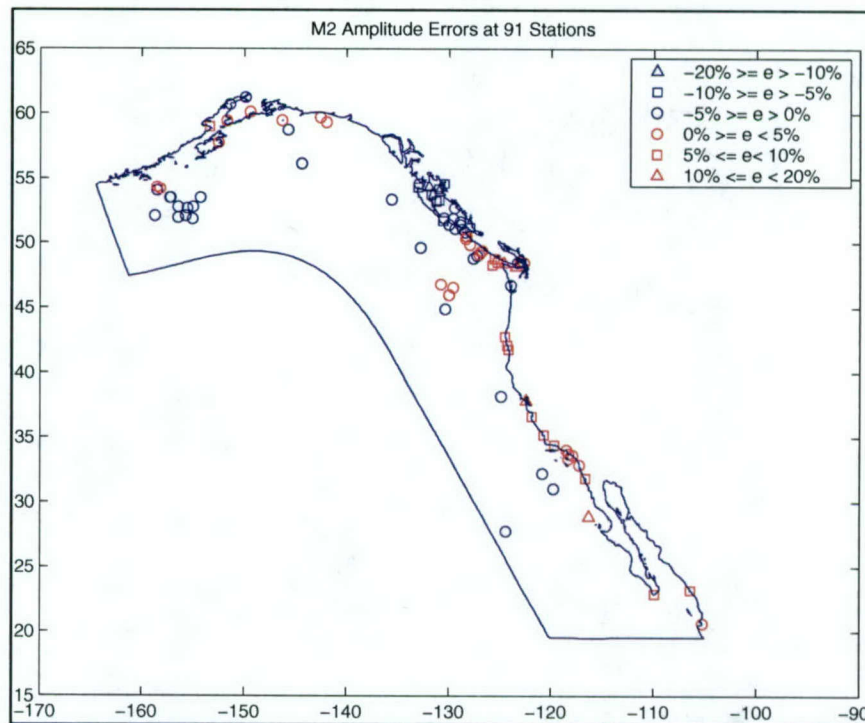 M2 Amplitude Errors at 91 Stations
65
60
55
50
45
40
35
30
25
20
15
−20% >= e > −10%
−10% >= e > −5%
−5% >= e > 0%
0% >= e < 5%
5% <= e< 10%
10% <= e < 20%
−170 −160 −150 −140 −130 −120 −110 −100 −90